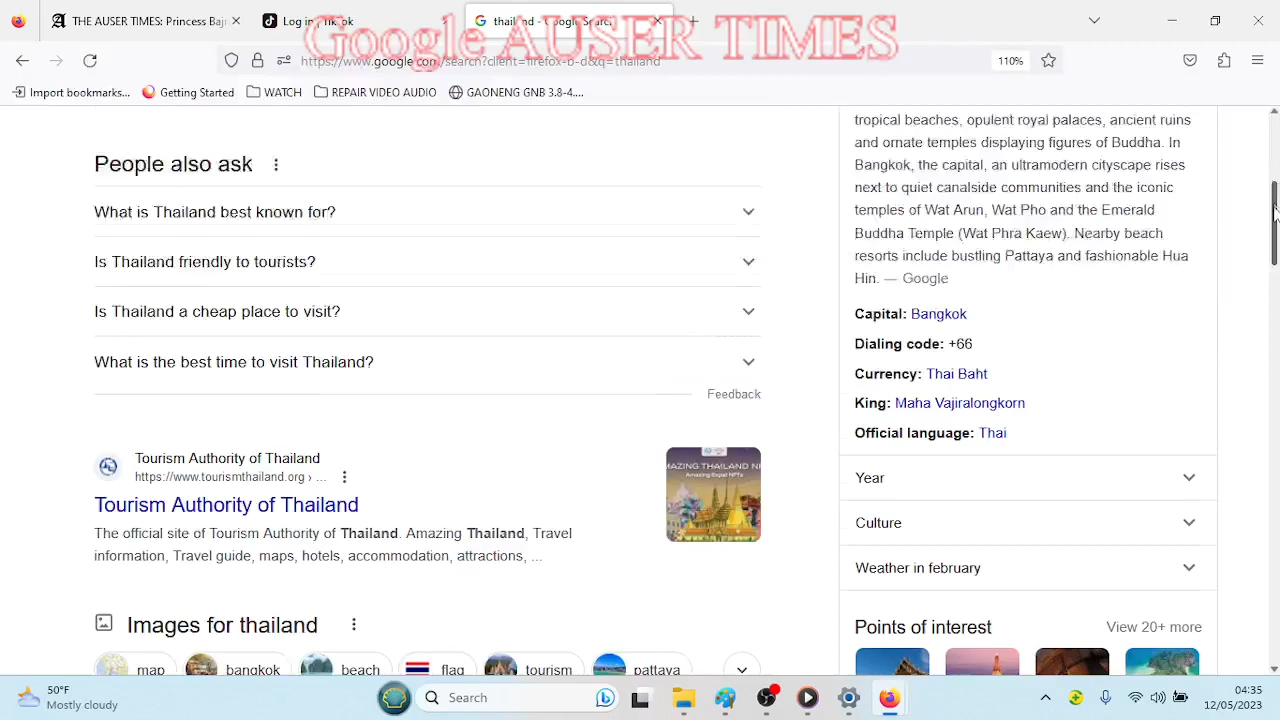 THE AUSER TIMES: Princess Baj
Log in TikTok
thailand - Google Search
Google AUSER TIMES
https://www.google.com/search?client=firefox-b-d&q=thailand
110%
Import bookmarks...
Getting Started
WATCH
REPAIR VIDEO AUDIO
GAONENG GNB 3.8-4....
People also ask
What is Thailand best known for?
Is Thailand friendly to tourists?
Is Thailand a cheap place to visit?
What is the best time to visit Thailand?
Feedback
Tourism Authority of Thailand
https://www.tourismthailand.org › ...
Tourism Authority of Thailand
The official site of Tourism Authority of Thailand. Amazing Thailand, Travel
information, Travel guide, maps, hotels, accommodation, attractions, ...
MAZING THAILAND N
Amazing Expat NFTs
Images for thailand
map
bangkok
beach
flag
tourism
pattaya
tropical beaches, opulent royal palaces, ancient ruins
and ornate temples displaying figures of Buddha. In
Bangkok, the capital, an ultramodern cityscape rises
next to quiet canalside communities and the iconic
temples of Wat Arun, Wat Pho and the Emerald
Buddha Temple (Wat Phra Kaew). Nearby beach
resorts include bustling Pattaya and fashionable Hua
Hin. — Google
Capital: Bangkok
Dialing code: +66
Currency: Thai Baht
King: Maha Vajiralongkorn
Official language: Thai
Year
Culture
Weather in february
Points of interest
View 20+ more
50°F
Mostly cloudy
Search
04:35
12/05/2023